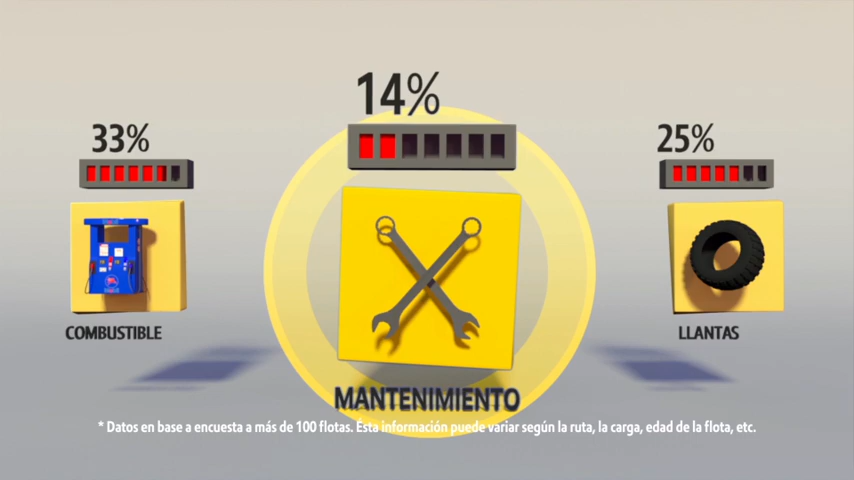 14%
33%
25%
COMBUSTIBLE
LLANTAS
MANTENIMIENTO
* Datos en base a encuesta a más de 100 flotas. Esta información puede variar según la ruta, la carga, edad de la flota, etc.